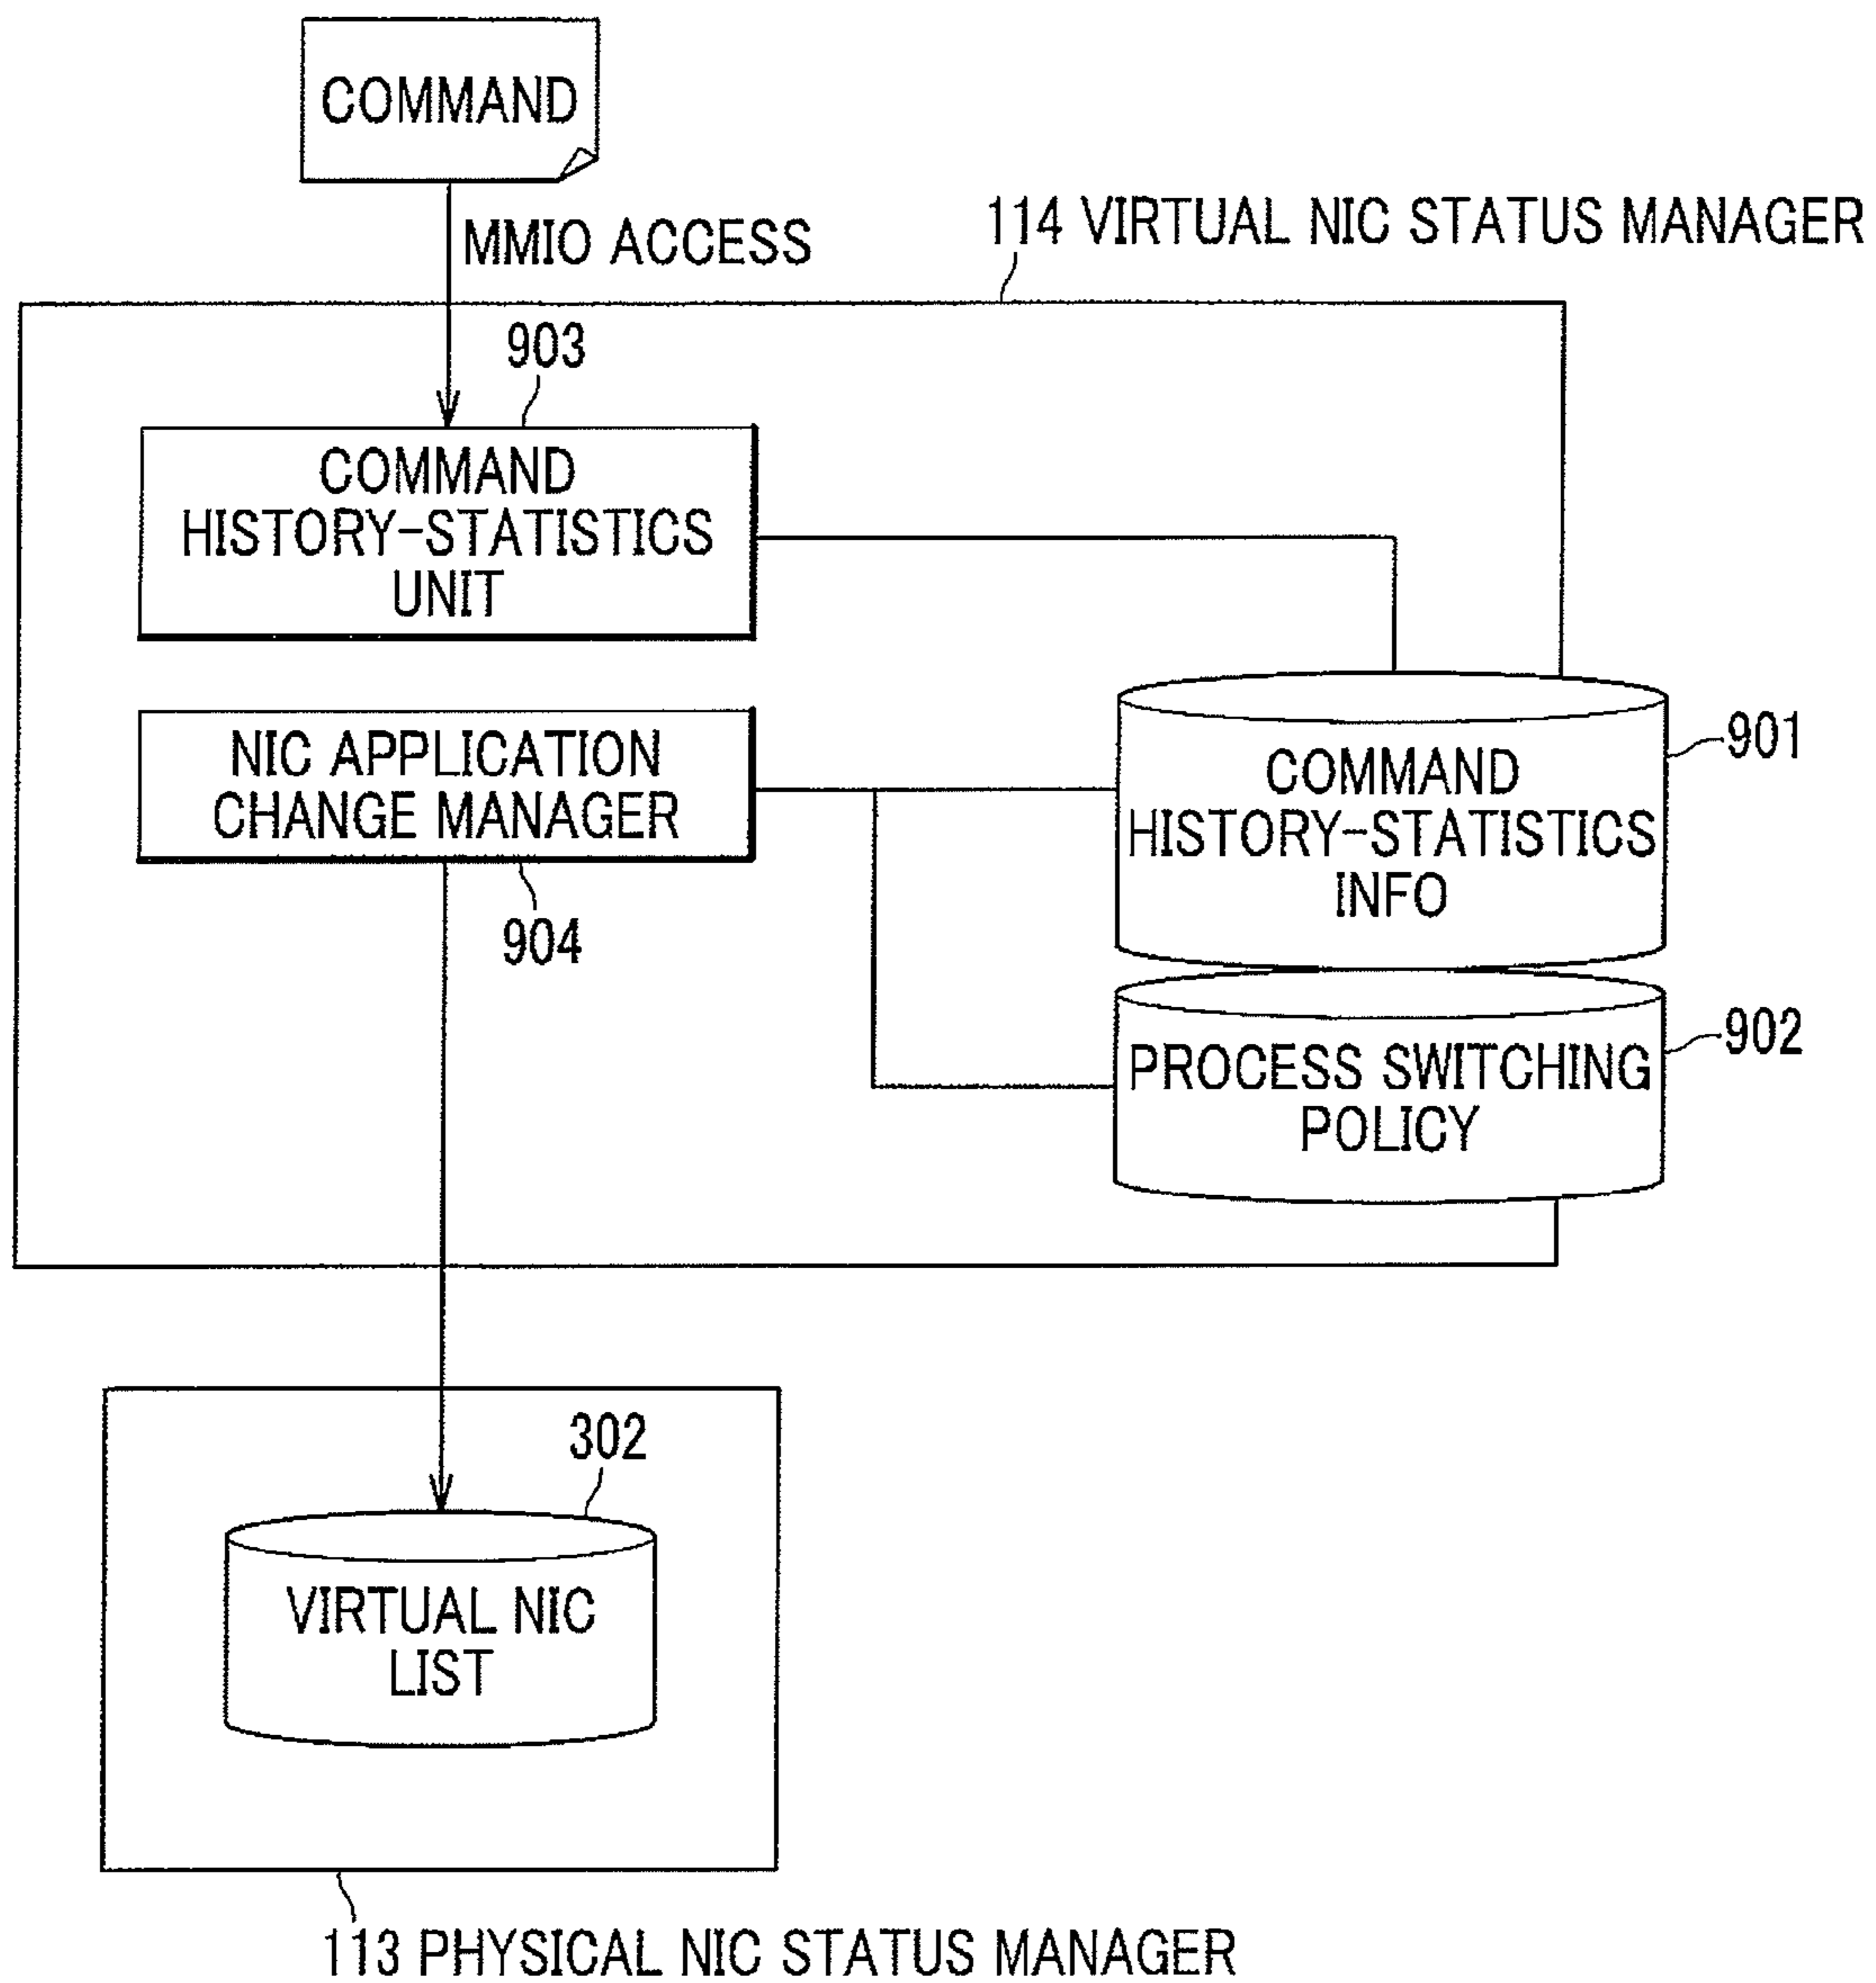 COMMAND
MMIO ACCESS
114 VIRTUAL NIC STATUS MANAGER
903
COMMAND
HISTORY-STATISTICS
UNIT
NIC APPLICATION
CHANGE MANAGER
904
901
COMMAND
HISTORY-STATISTICS
INFO
902
PROCESS SWITCHING
POLICY
302
VIRTUAL NIC
LIST
113 PHYSICAL NIC STATUS MANAGER